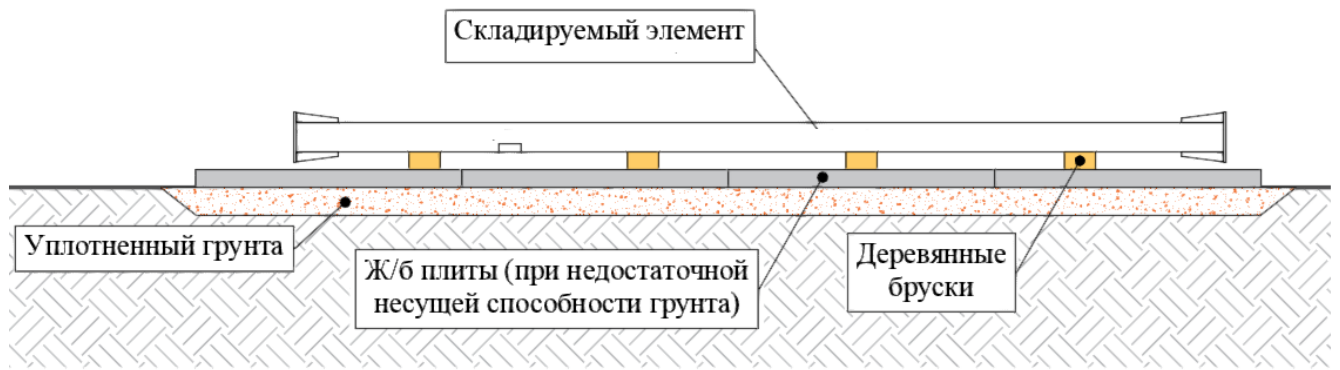 Складируемый элемент
Уплотненный грунта
Ж/б плиты (при недостаточной
несущей способности грунта)
Деревянные
бруски